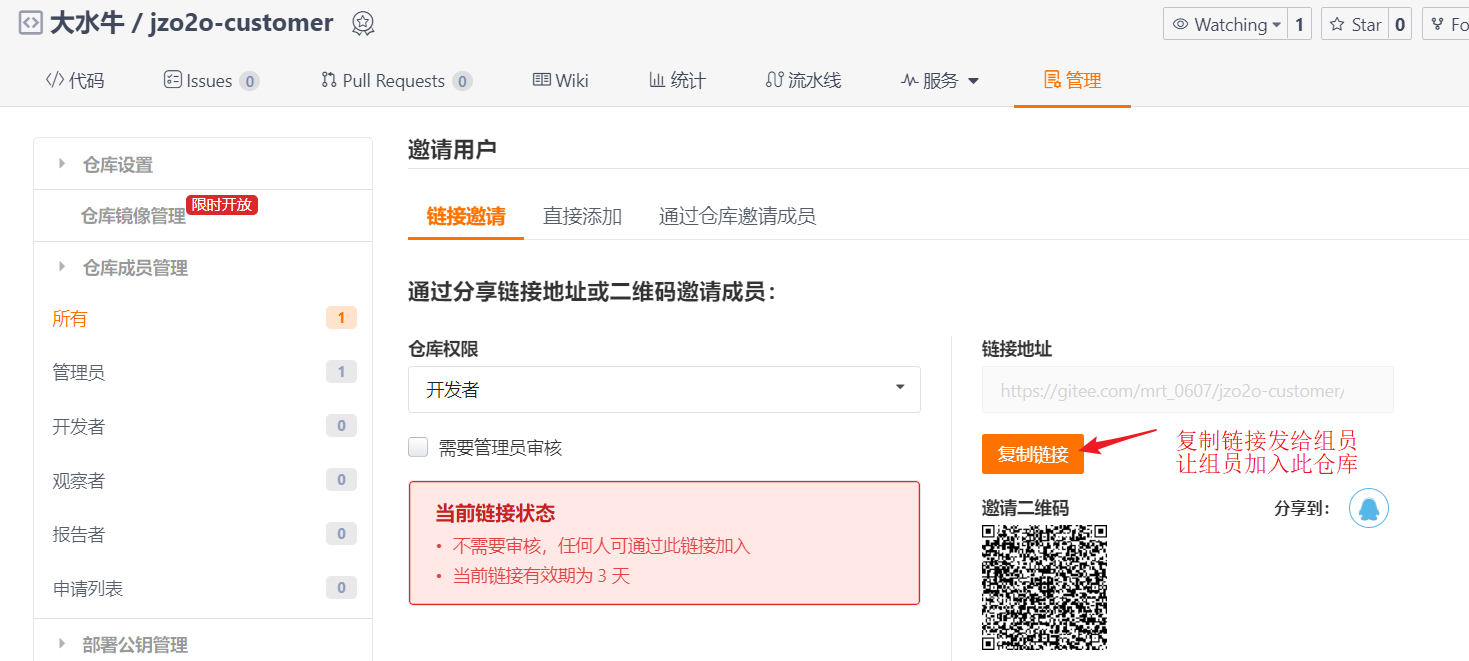 大水牛 / jzo2o-customer
Watching 1 Star 0 Fo
代码 Issues 0 Pull Requests 0 Wiki 统计 流水线 服务 管理
仓库设置
仓库镜像管理 限时开放
仓库成员管理
所有 1
管理员 1
开发者 0
观察者 0
报告者 0
申请列表 0
部署公钥管理
邀请用户
链接邀请 直接添加 通过仓库邀请成员
通过分享链接地址或二维码邀请成员：
仓库权限
开发者
需要管理员审核
当前链接状态
• 不需要审核，任何人可通过此链接加入
• 当前链接有效期为 3 天
链接地址
https://gitee.com/mrt_0607/jzo2o-customer/
复制链接
复制链接发给组员
让组员加入此仓库
邀请二维码
分享到：